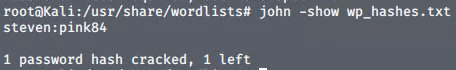 root@Kali:/usr/share/wordlists# john -show wp_hashes.txt
steven:pink84
1 password hash cracked, 1 left